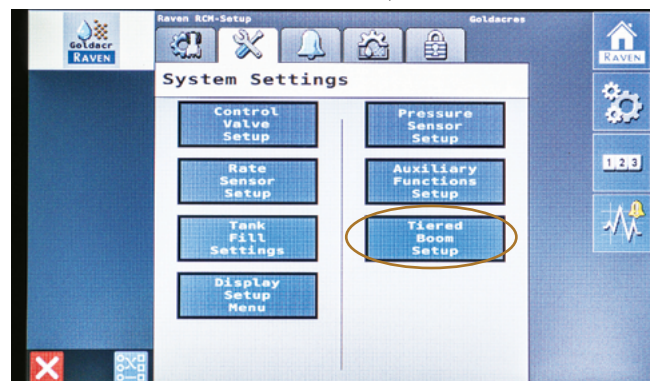 Raven RCM-Setup
Goldacres
Goldacr
RAVEN
System Settings
Control
Valve
Setup
Pressure
Sensor
Setup
Rate
Sensor
Setup
Auxiliary
Functions
Setup
Tank
Fill
Settings
Tiered
Boom
Setup
Display
Setup
Menu
RAVEN
1 2 3